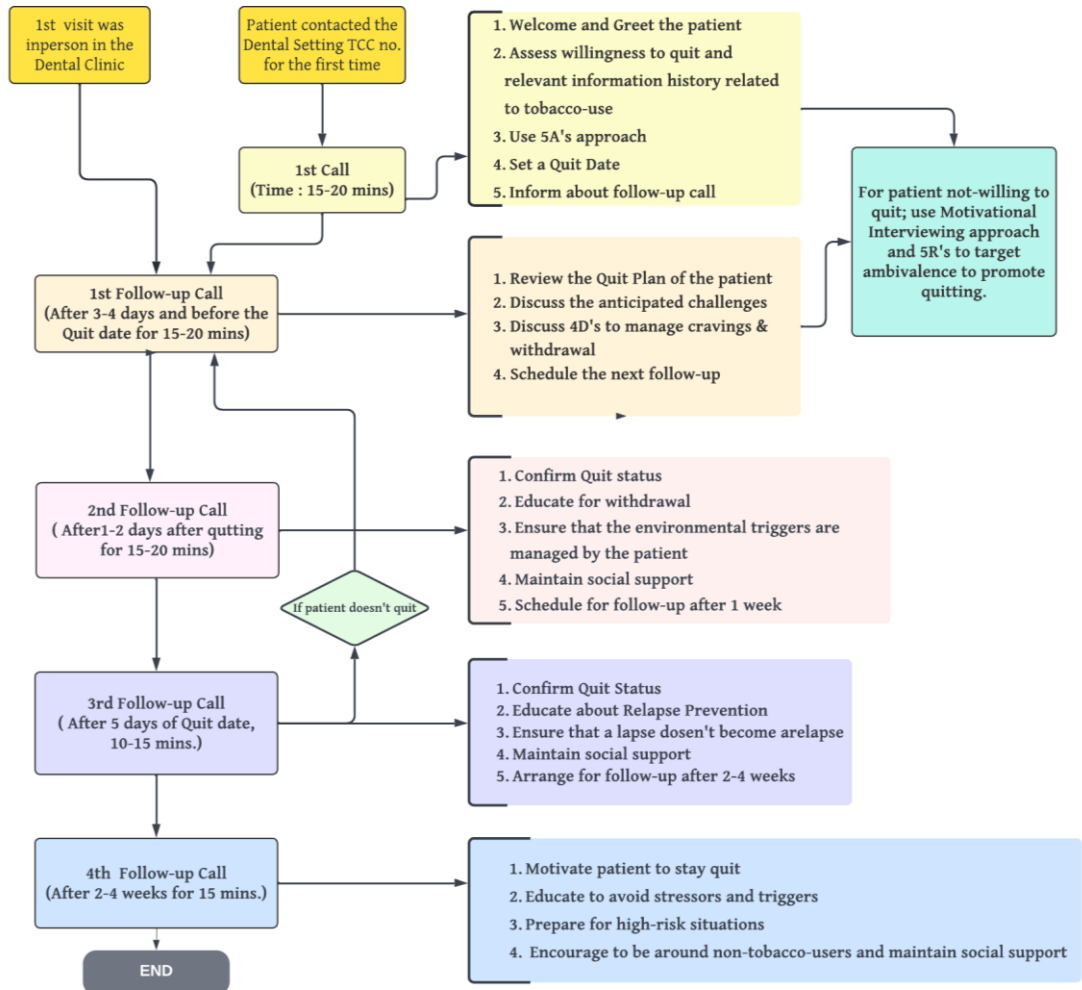 1st visit was
inperson in the
Dental Clinic
Patient contacted the
Dental Setting TCC no.
for the first time
1. Welcome and Greet the patient
2. Assess willingness to quit and
relevant information history related
to tobacco-use
3. Use 5A's approach
4. Set a Quit Date
5. Inform about follow-up call
1st Call
(Time : 15-20 mins)
For patient not-willing to
quit; use Motivational
Interviewing approach
and 5R's to target
ambivalence to promote
quitting.
1st Follow-up Call
(After 3-4 days and before the
Quit date for 15-20 mins)
1. Review the Quit Plan of the patient
2. Discuss the anticipated challenges
3. Discuss 4D's to manage cravings &
withdrawal
4. Schedule the next follow-up
2nd Follow-up Call
( After1-2 days after qutting
for 15-20 mins)
1. Confirm Quit status
2. Educate for withdrawal
3. Ensure that the environmental triggers are
managed by the patient
4. Maintain social support
5. Schedule for follow-up after 1 week
If patient doesn't quit
3rd Follow-up Call
( After 5 days of Quit date,
10-15 mins.)
1. Confirm Quit Status
2. Educate about Relapse Prevention
3. Ensure that a lapse dosen't become arelapse
4. Maintain social support
5. Arrange for follow-up after 2-4 weeks
4th Follow-up Call
(After 2-4 weeks for 15 mins.)
1. Motivate patient to stay quit
2. Educate to avoid stressors and triggers
3. Prepare for high-risk situations
4. Encourage to be around non-tobacco-users and maintain social support
END